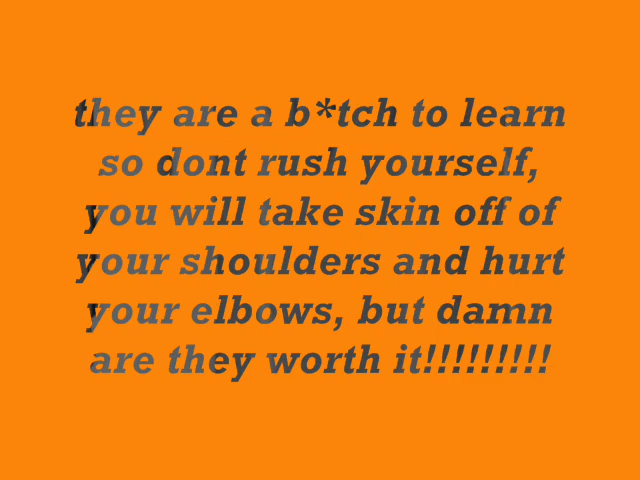 they are a b*tch to learn
so dont rush yourself,
you will take skin off of
your shoulders and hurt
your elbows, but damn
are they worth it!!!!!!!!!